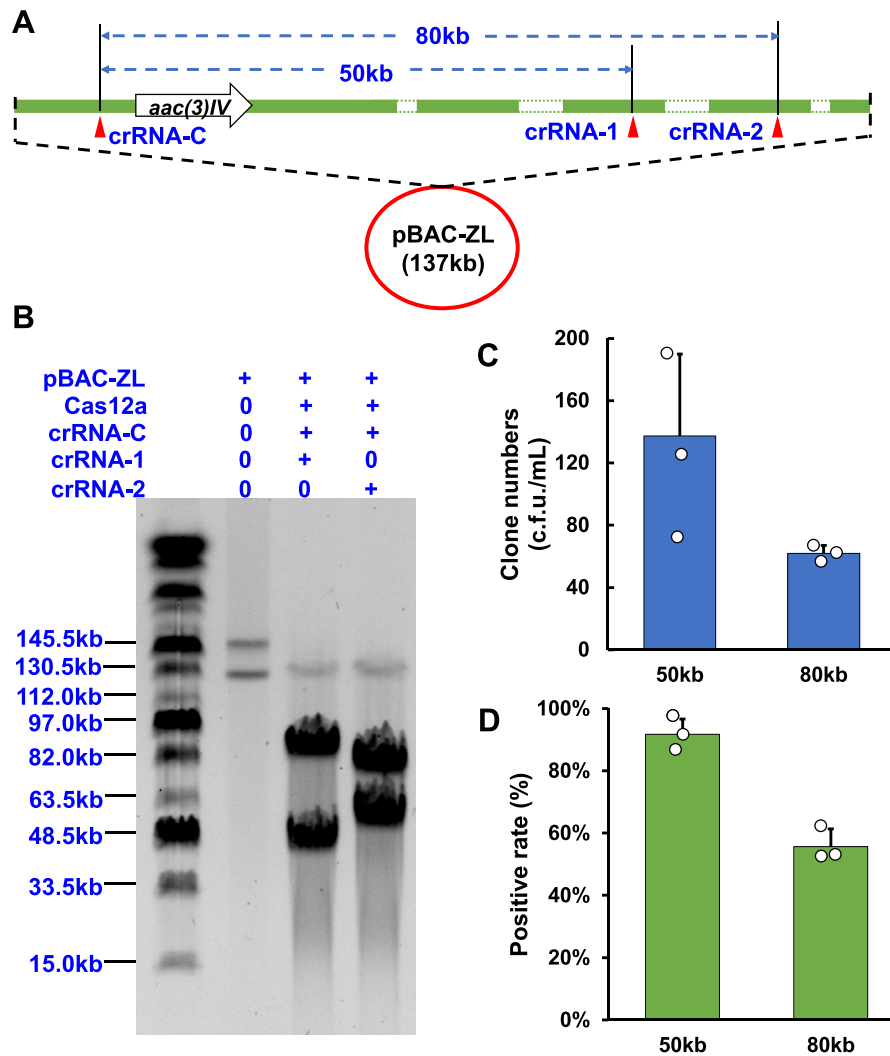 A
80kb
50kb
aac(3)IV
crRNA-C
crRNA-1
crRNA-2
pBAC-ZL
(137kb)
B
pBAC-ZL + + +
Cas12a 0 + +
crRNA-C 0 + +
crRNA-1 0 + 0
crRNA-2 0 0 +
145.5kb
130.5kb
112.0kb
97.0kb
82.0kb
63.5kb
48.5kb
33.5kb
15.0kb
C
Clone numbers
(c.f.u./mL)
200
160
120
80
40
0
50kb
80kb
D
Positive rate (%)
100%
80%
60%
40%
20%
0%
50kb
80kb